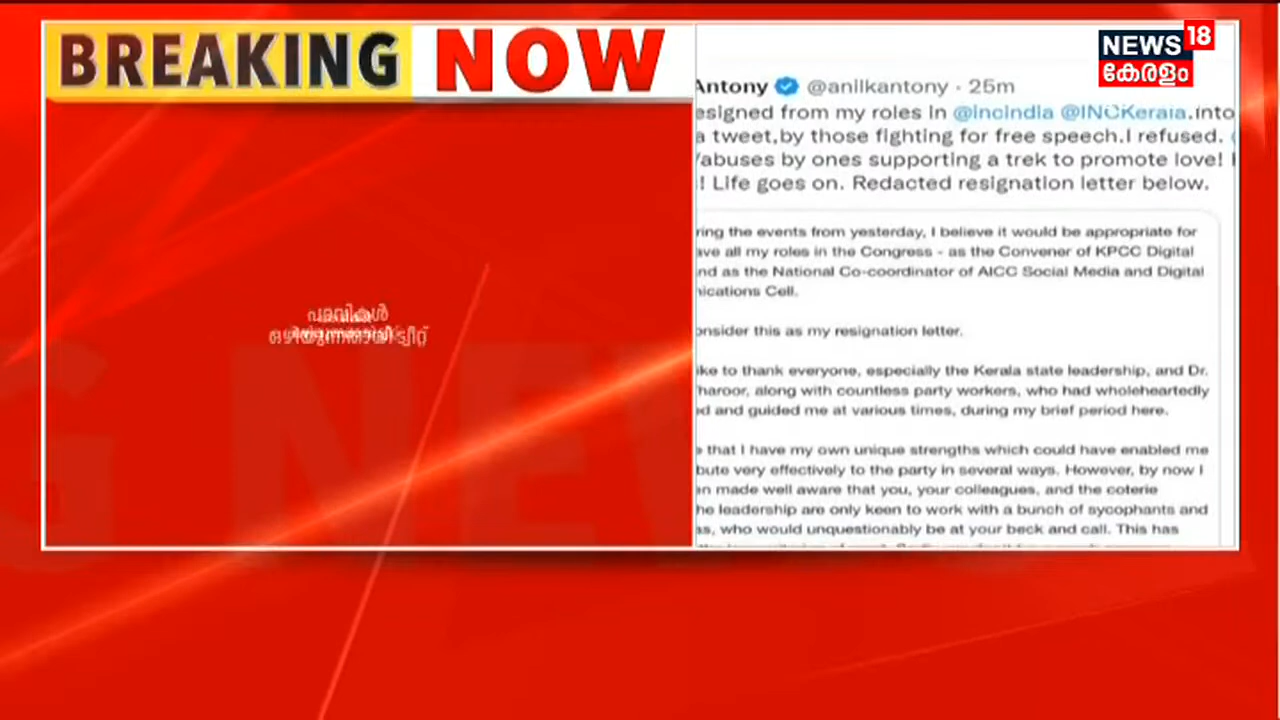 BREAKING NOW
NEWS 18
കേരളം
Antony @anilkantony · 25m
esigned from my roles in @incindia @INCKerala.into
a tweet,by those fighting for free speech.I refused.
/abuses by ones supporting a trek to promote love!
! Life goes on. Redacted resignation letter below.
ring the events from yesterday, I believe it would be appropriate for
ave all my roles in the Congress - as the Convener of KPCC Digital
nd as the National Co-coordinator of AICC Social Media and Digital
ications Cell.
onsider this as my resignation letter.
ike to thank everyone, especially the Kerala state leadership, and Dr.
haroor, along with countless party workers, who had wholeheartedly
ed and guided me at various times, during my brief period here.
e that I have my own unique strengths which could have enabled me
bute very effectively to the party in several ways. However, by now I
en made well aware that you, your colleagues, and the coterie
he leadership are only keen to work with a bunch of sycophants and
as, who would unquestionably be at your beck and call. This has
പദവികൾ